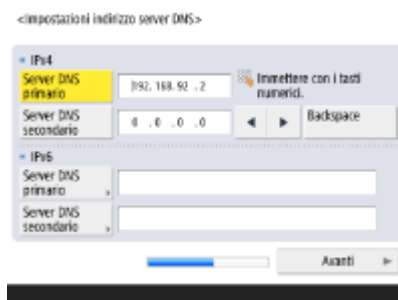 <Impostazioni indirizzo server DNS>
IPv4
Server DNS
primario
192. 168. 92 . 2
Immettere con i tasti
numerici.
Server DNS
secondario
0 . 0 . 0 . 0
Backspace
IPv6
Server DNS
primario
Server DNS
secondario
Avanti